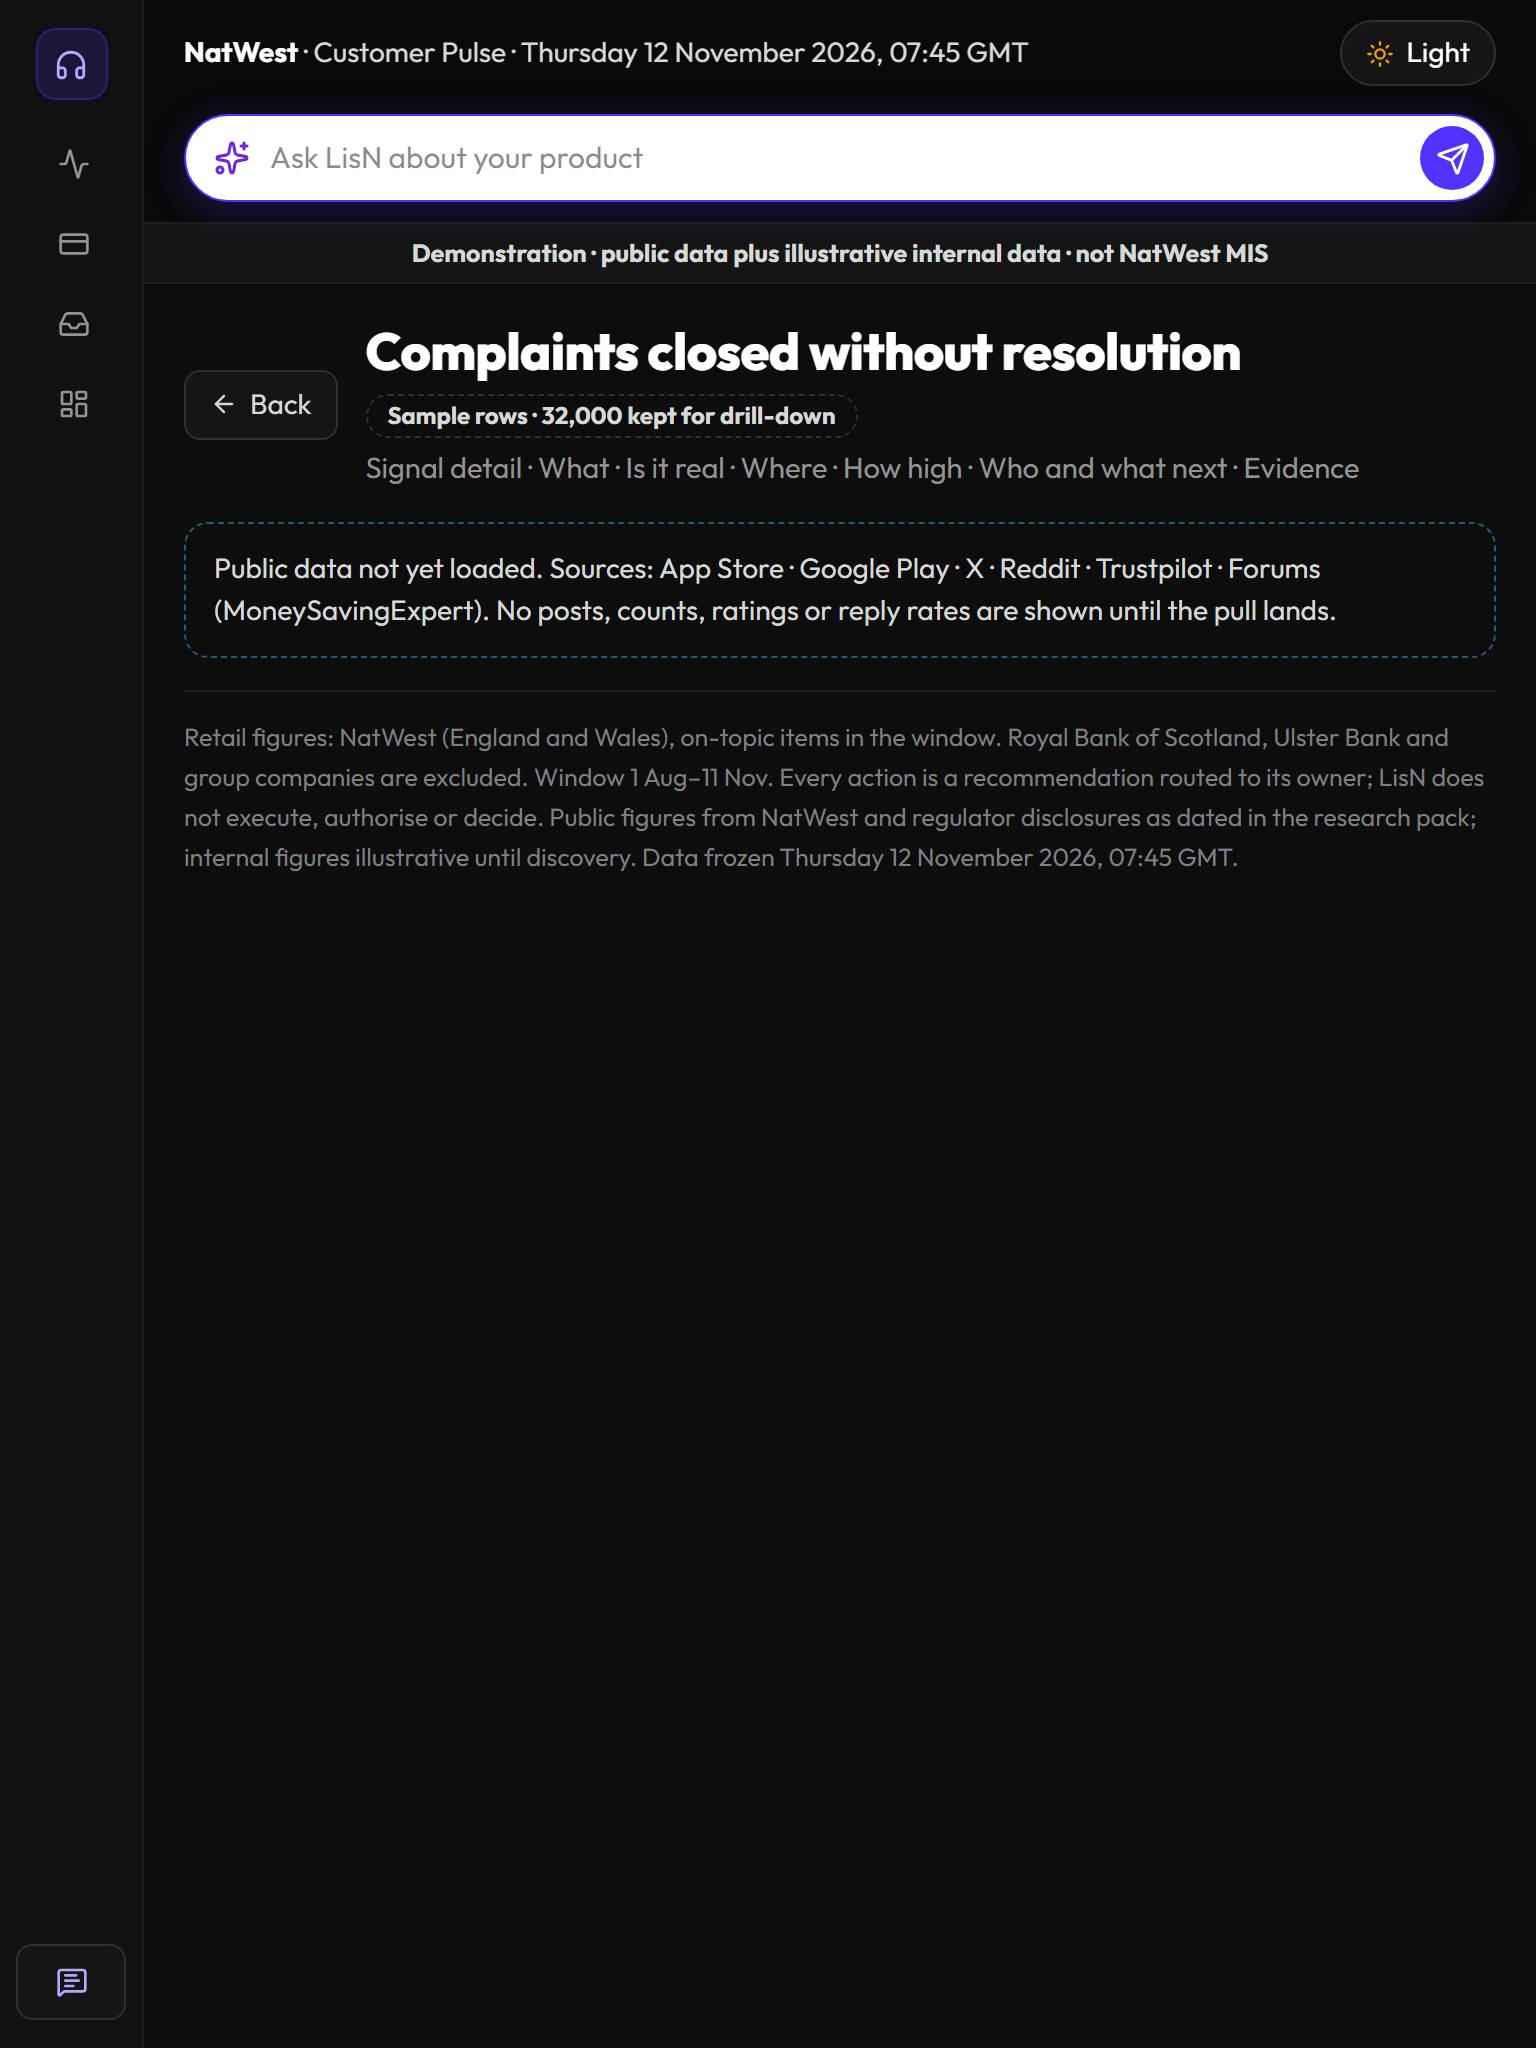 NatWest · Customer Pulse · Thursday 12 November 2026, 07:45 GMT
Light
Ask LisN about your product
Demonstration · public data plus illustrative internal data · not NatWest MIS
Back
Complaints closed without resolution
Sample rows · 32,000 kept for drill-down
Signal detail · What · Is it real · Where · How high · Who and what next · Evidence
Public data not yet loaded. Sources: App Store · Google Play · X · Reddit · Trustpilot · Forums
(MoneySavingExpert). No posts, counts, ratings or reply rates are shown until the pull lands.
Retail figures: NatWest (England and Wales), on-topic items in the window. Royal Bank of Scotland, Ulster Bank and
group companies are excluded. Window 1 Aug–11 Nov. Every action is a recommendation routed to its owner; LisN does
not execute, authorise or decide. Public figures from NatWest and regulator disclosures as dated in the research pack;
internal figures illustrative until discovery. Data frozen Thursday 12 November 2026, 07:45 GMT.